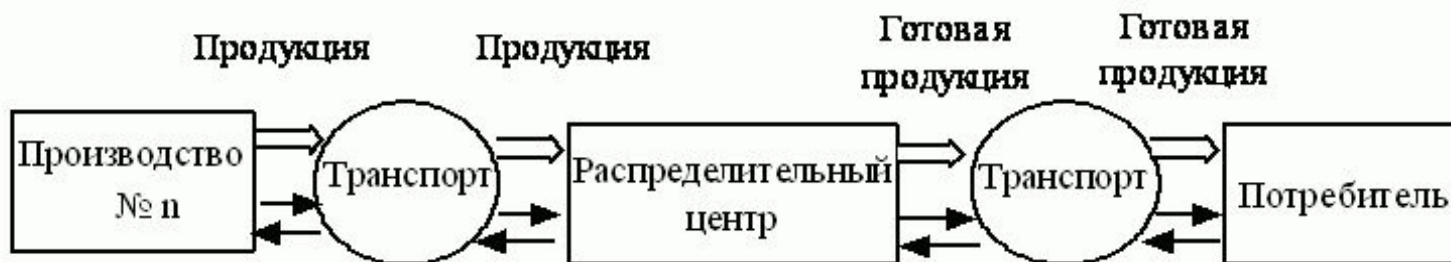 Продукция
Продукция
Готовая
продукция
Готовая
продукция
Производство
№ n
Транспорт
Распределительный
центр
Транспорт
Потребитель